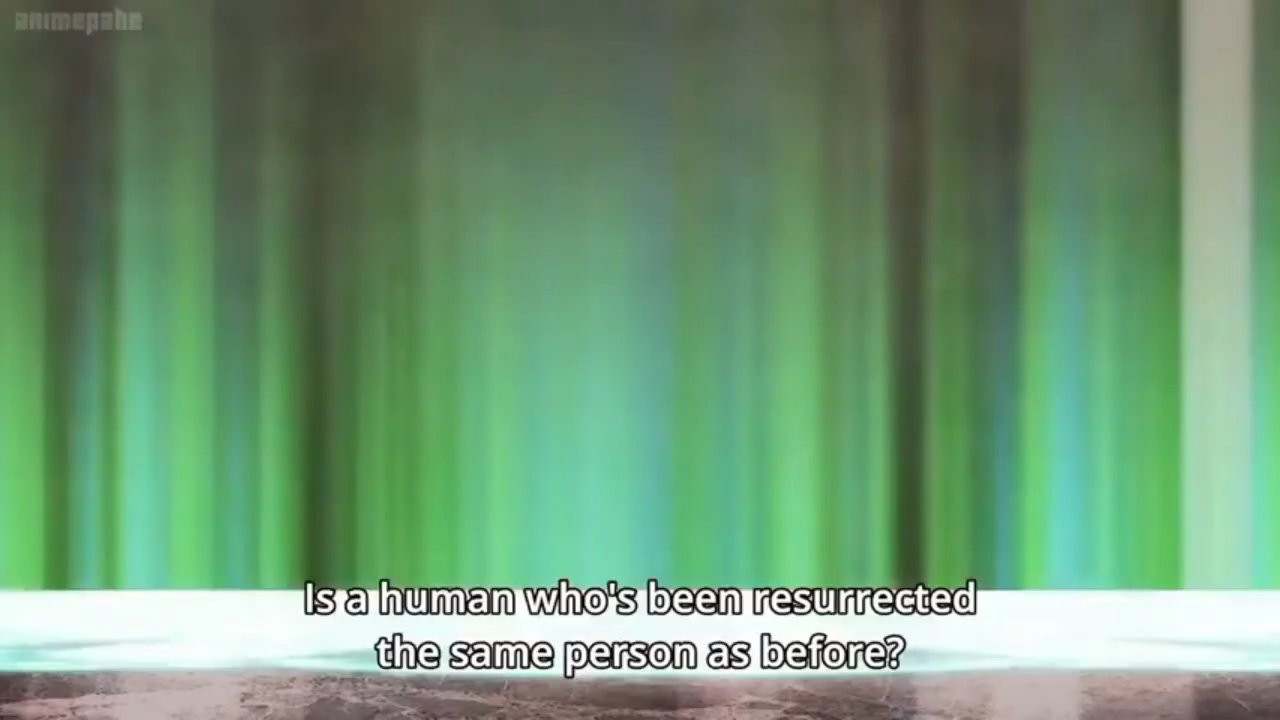 animepahe
Is a human who's been resurrected
the same person as before?